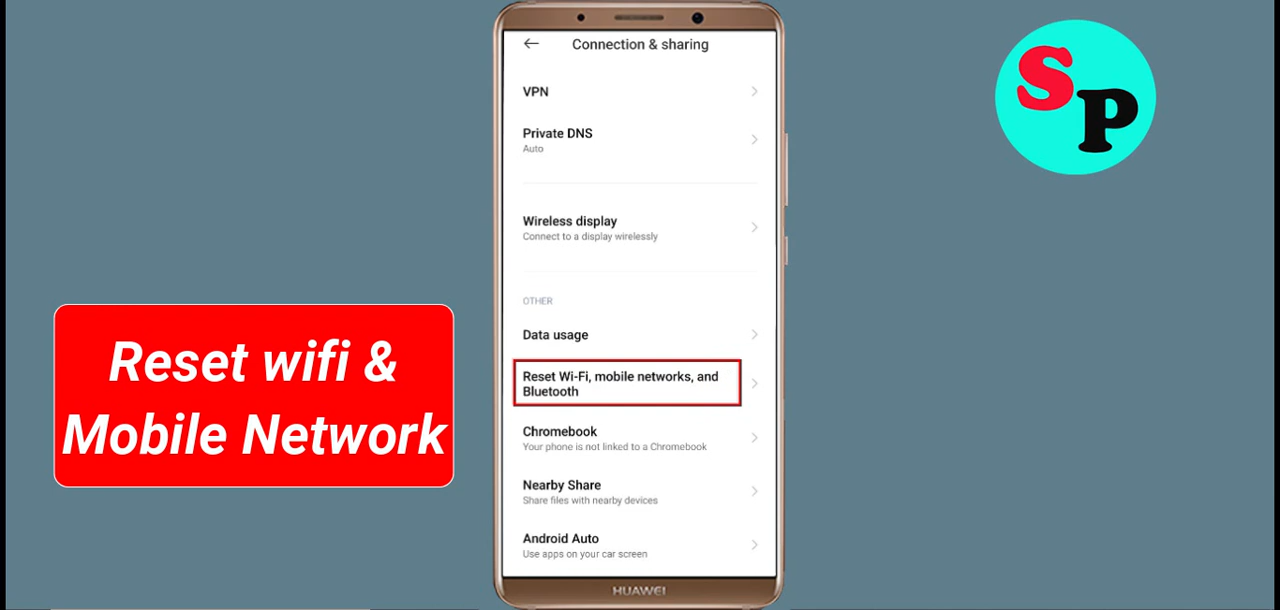 Connection & sharing
VPN
Private DNS
Auto
Wireless display
Connect to a display wirelessly
OTHER
Data usage
Reset Wi-Fi, mobile networks, and
Bluetooth
Chromebook
Your phone is not linked to a Chromebook
Nearby Share
Share files with nearby devices
Android Auto
Use apps on your car screen
HUAWEI
Reset wifi &
Mobile Network
SP